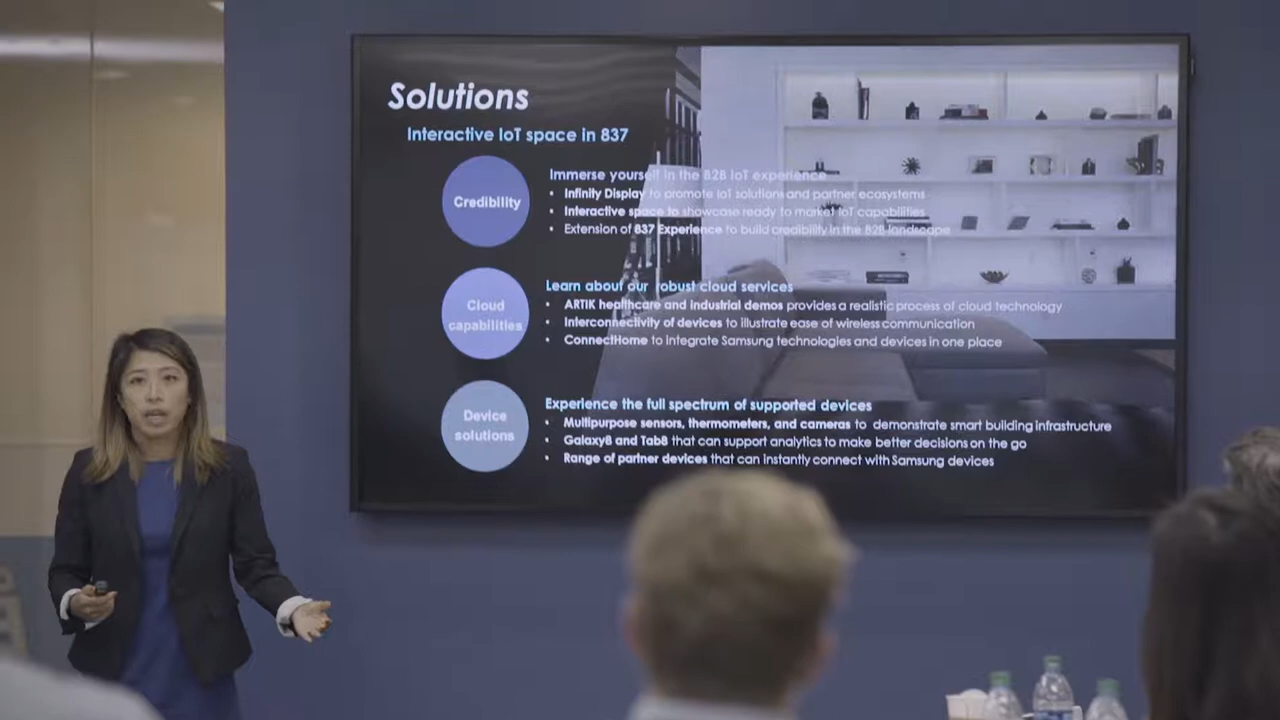 Solutions
Interactive IoT space in 837
Credibility
Immerse yourself in the B2B IoT experience
• Infinity Display to promote IoT solutions and partner ecosystems
• Interactive space to showcase ready to market IoT capabilities
• Extension of 837 Experience to build credibility in the B2B landscape
Cloud
capabilities
Learn about our robust cloud services
• ARTIK healthcare and industrial demos provides a realistic process of cloud technology
• Interconnectivity of devices to illustrate ease of wireless communication
• ConnectHome to integrate Samsung technologies and devices in one place
Device
solutions
Experience the full spectrum of supported devices
• Multipurpose sensors, thermometers, and cameras to demonstrate smart building infrastructure
• Galaxy8 and Tab8 that can support analytics to make better decisions on the go
• Range of partner devices that can instantly connect with Samsung devices